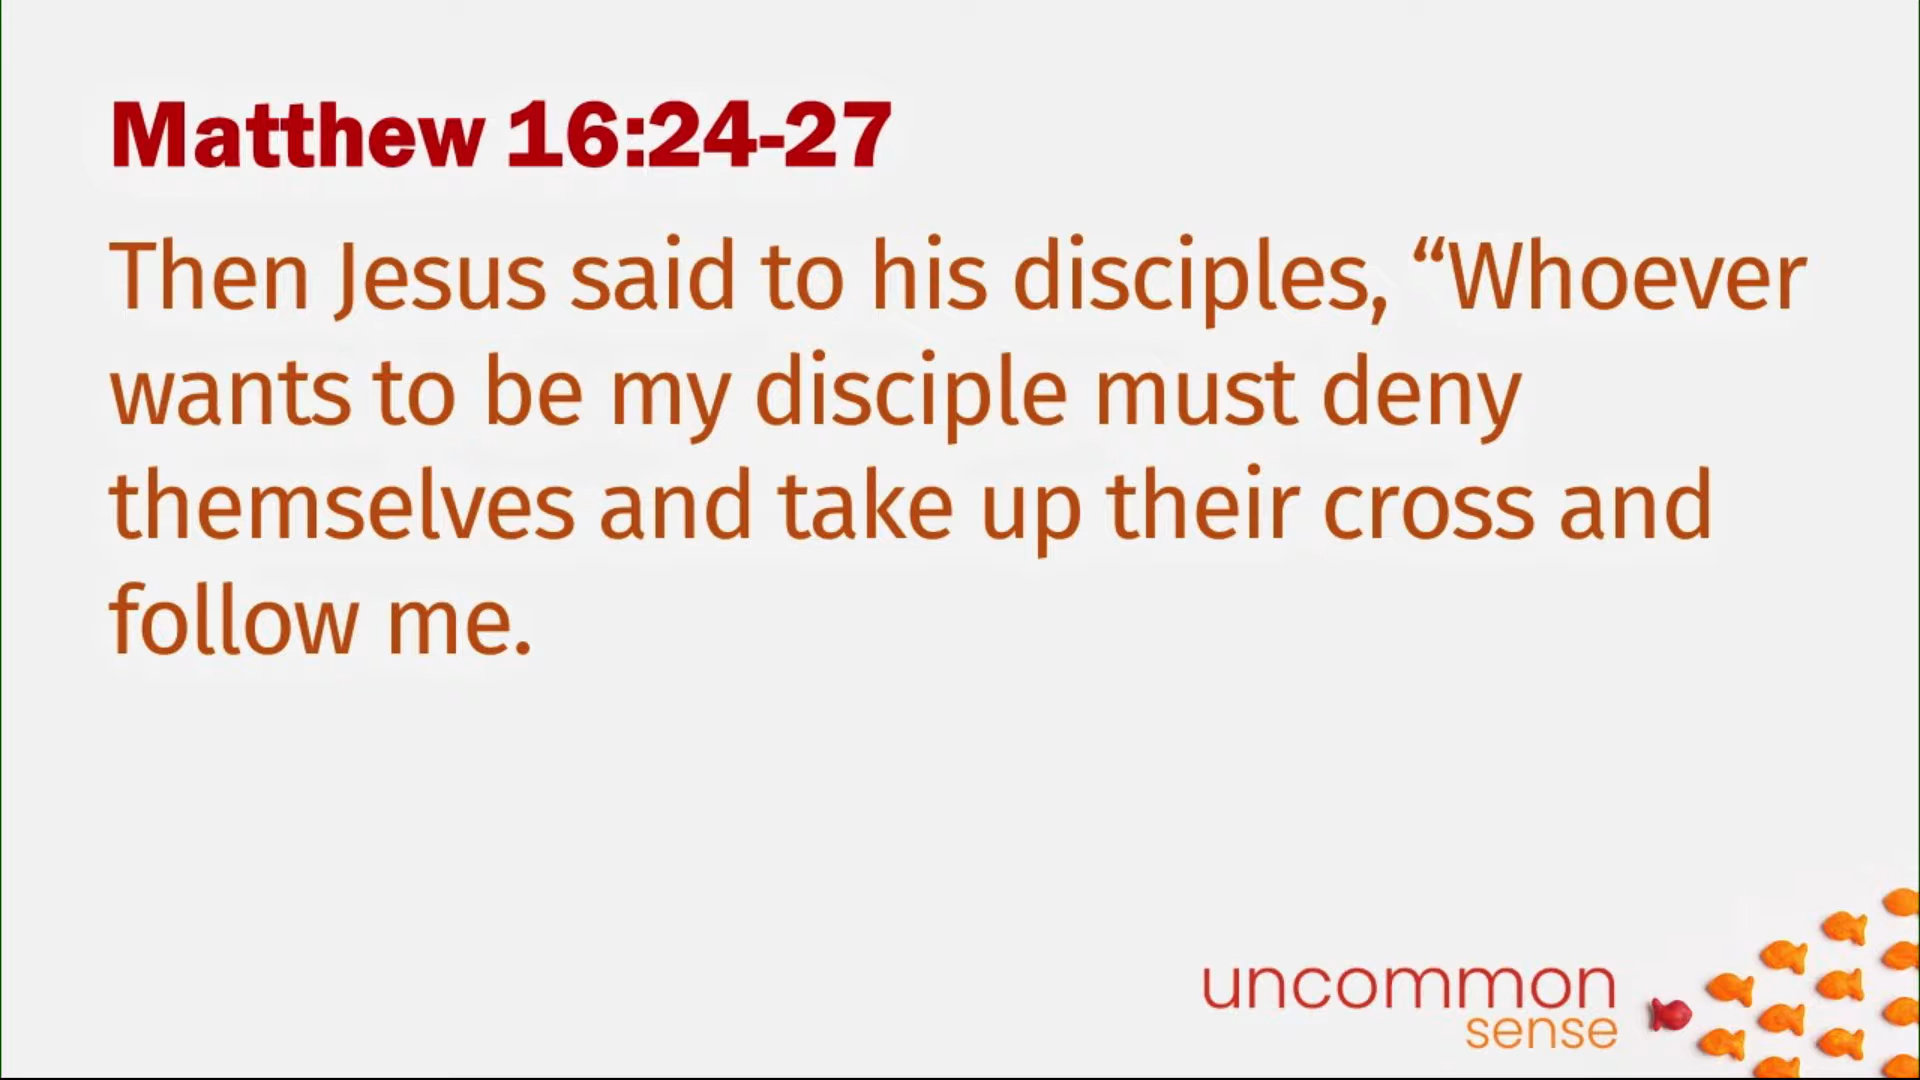 Matthew 16:24-27
Then Jesus said to his disciples, “Whoever
wants to be my disciple must deny
themselves and take up their cross and
follow me.
uncommon
sense